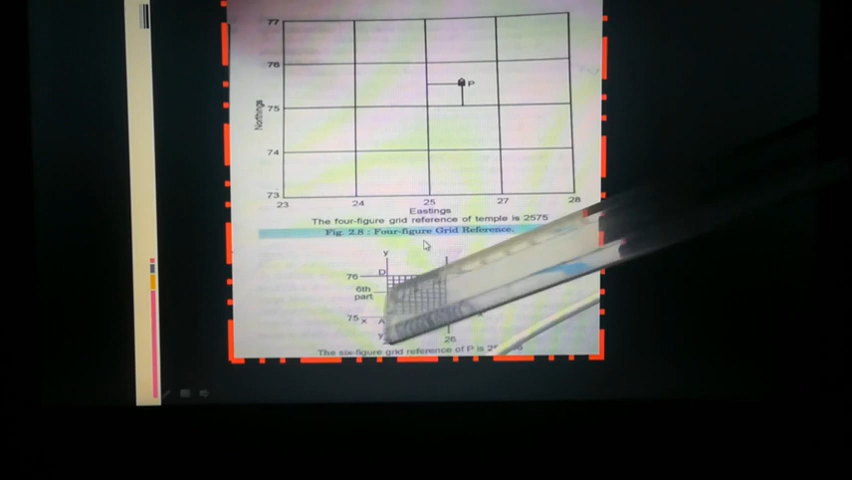 77
76
P
75
Northings
74
73
23 24 25 27 28
Eastings
The four-figure grid reference of temple is 2575
Fig. 2.8 : Four-figure Grid Reference.
y
76 D
6th
part
75 x A
y
26
The six-figure grid reference of P is